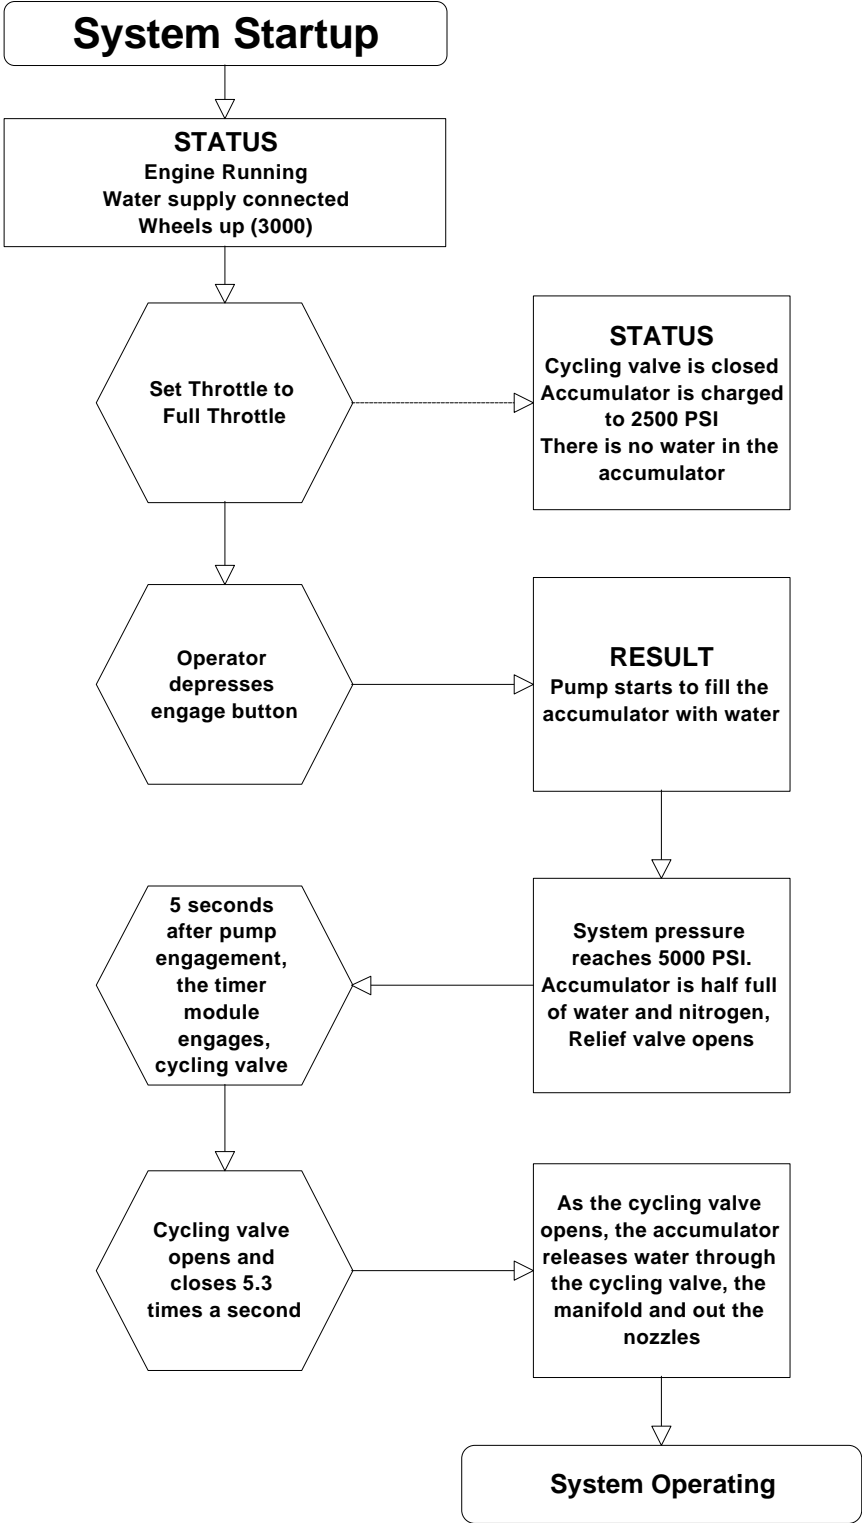 System Startup
STATUS
Engine Running
Water supply connected
Wheels up (3000)
Set Throttle to
Full Throttle
STATUS
Cycling valve is closed
Accumulator is charged
to 2500 PSI
There is no water in the
accumulator
Operator
depresses
engage button
RESULT
Pump starts to fill the
accumulator with water
System pressure
reaches 5000 PSI.
Accumulator is half full
of water and nitrogen,
Relief valve opens
5 seconds
after pump
engagement,
the timer
module
engages,
cycling valve
Cycling valve
opens and
closes 5.3
times a second
As the cycling valve
opens, the accumulator
releases water through
the cycling valve, the
manifold and out the
nozzles
System Operating